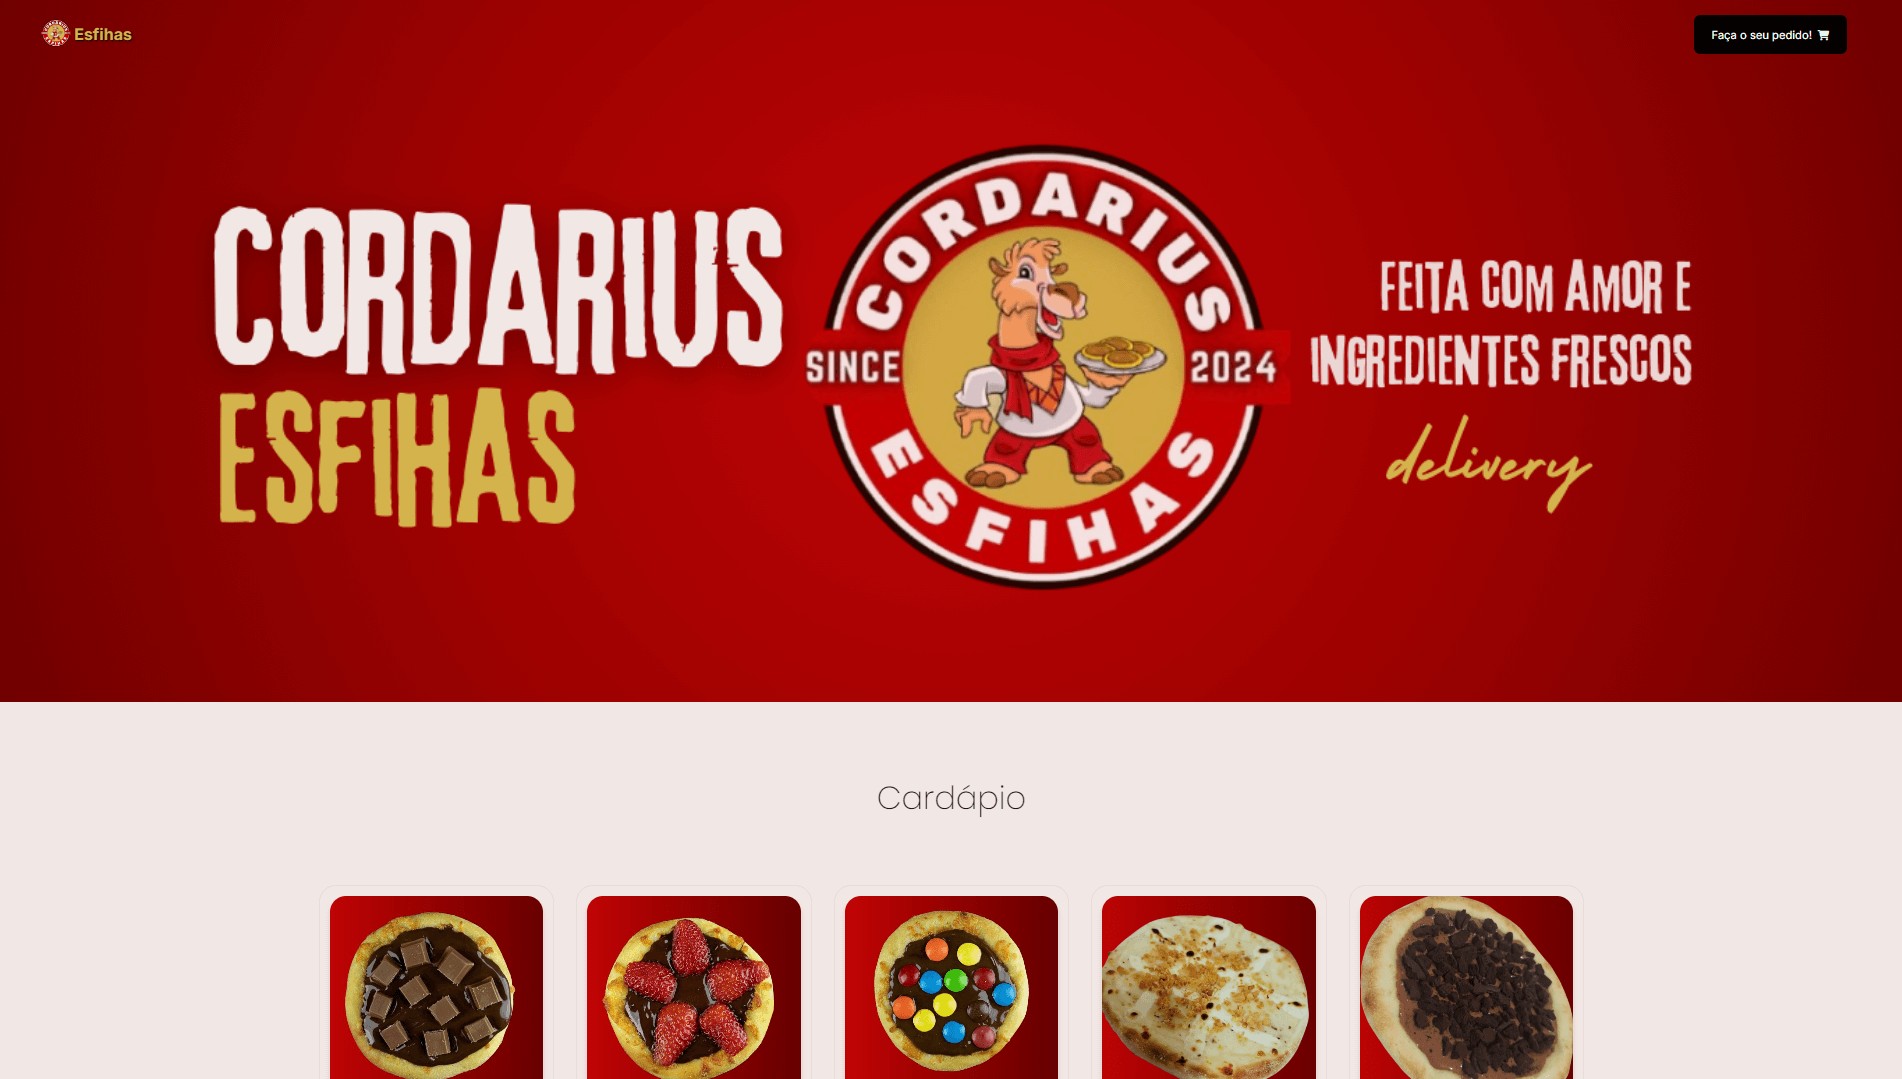 Esfihas
Faça o seu pedido!
CORDARIUS
ESFIHAS
CORDARIUS
SINCE 2024
ESFIHAS
FEITA COM AMOR E
INGREDIENTES FRESCOS
delivery
Cardápio